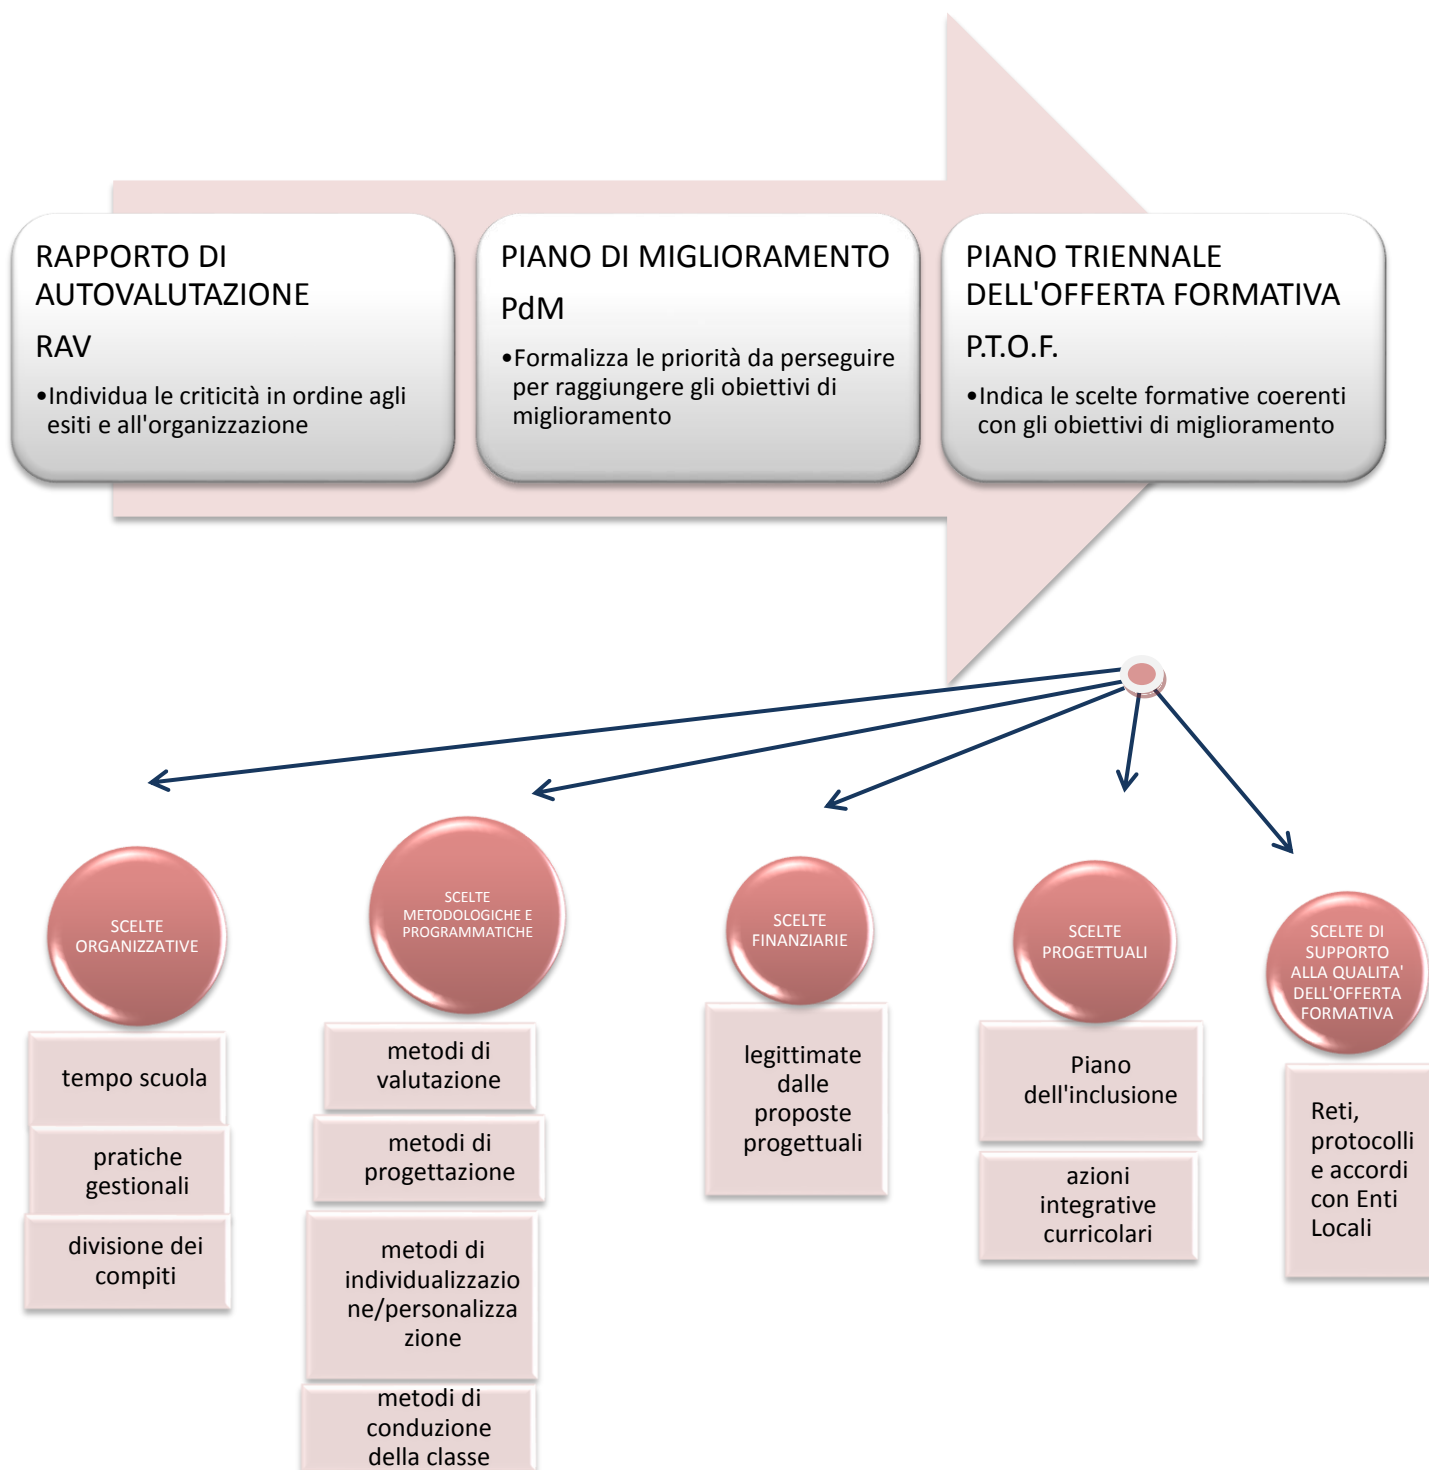 RAPPORTO DI
AUTOVALUTAZIONE
RAV
•Individua le criticità in ordine agli
esiti e all'organizzazione
PIANO DI MIGLIORAMENTO
PdM
•Formalizza le priorità da perseguire
per raggiungere gli obiettivi di
miglioramento
PIANO TRIENNALE
DELL'OFFERTA FORMATIVA
P.T.O.F.
•Indica le scelte formative coerenti
con gli obiettivi di miglioramento
SCELTE
ORGANIZZATIVE
tempo scuola
pratiche
gestionali
divisione dei
compiti
SCELTE
METODOLOGICHE E
PROGRAMMATICHE
metodi di
valutazione
metodi di
progettazione
metodi di
individualizzazio
ne/personalizza
zione
metodi di
conduzione
della classe
SCELTE
FINANZIARIE
legittimate
dalle
proposte
progettuali
SCELTE
PROGETTUALI
Piano
dell'inclusione
azioni
integrative
curricolari
SCELTE DI
SUPPORTO
ALLA QUALITA'
DELL'OFFERTA
FORMATIVA
Reti,
protocolli
e accordi
con Enti
Locali